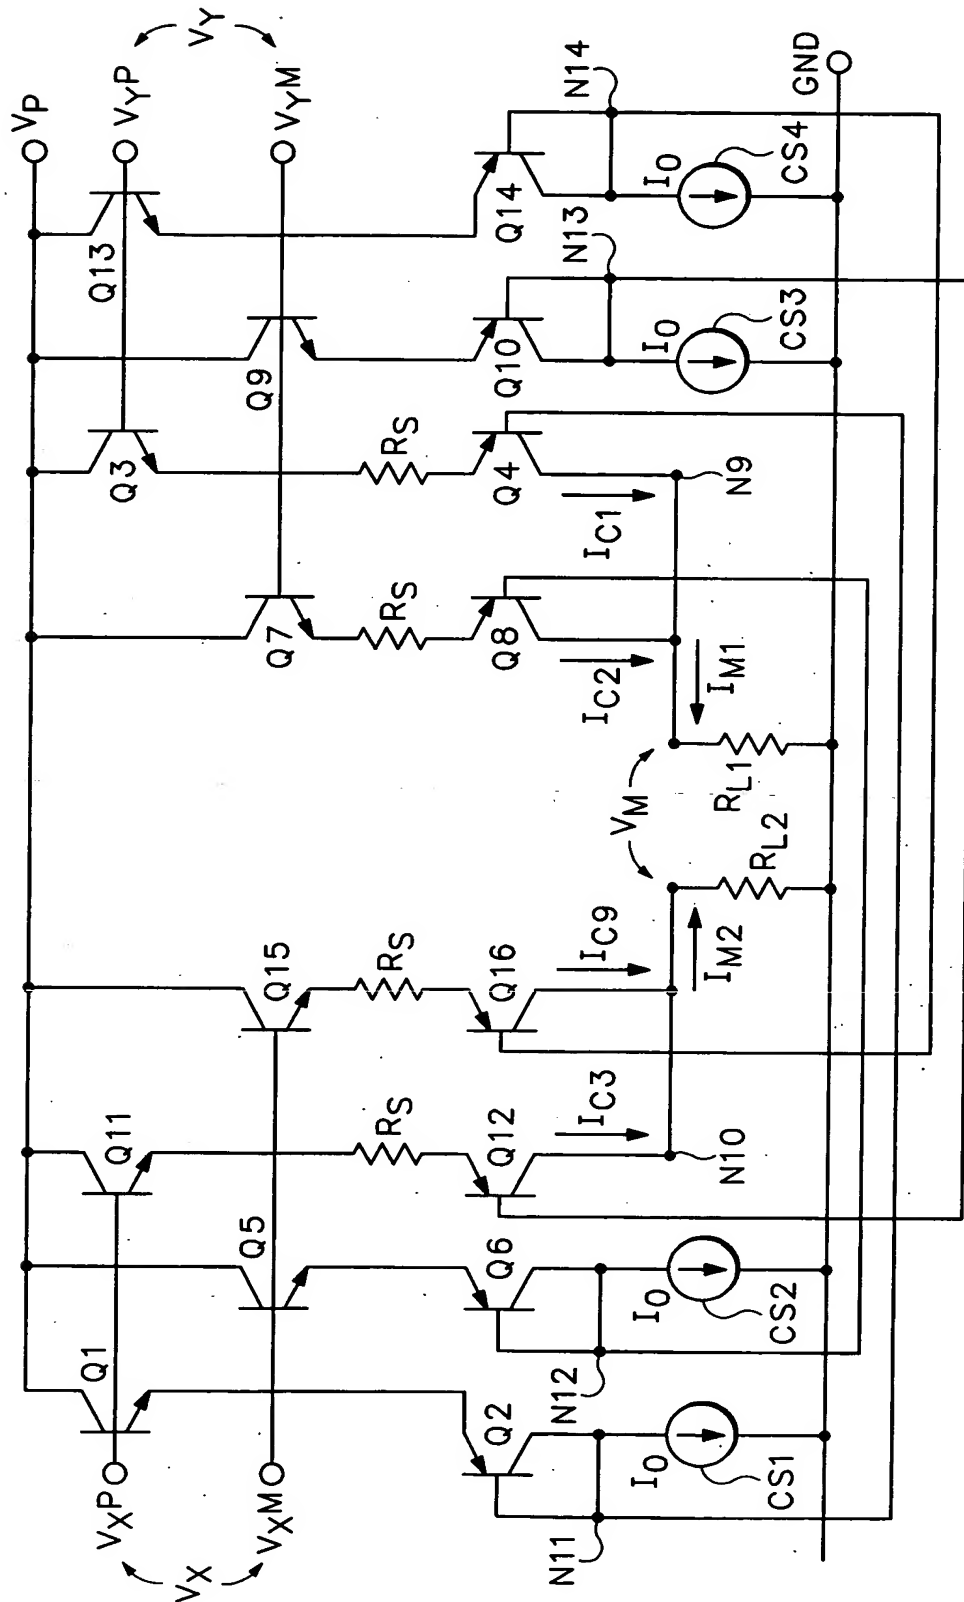 VP
VYP
VY
VYM
Q13
Q3
Q9
Q7
Q15
Q11
Q5
Q1
VXP
VX
VXM
RS
RS
RS
RS
Q14
Q10
Q4
Q8
Q16
Q12
Q6
Q2
N14
N13
IC1
IC2
IC9
IC3
N9
N10
N12
N11
IM1
IM2
VM
RL1
RL2
IO
IO
IO
IO
CS4
CS3
CS2
CS1
GND